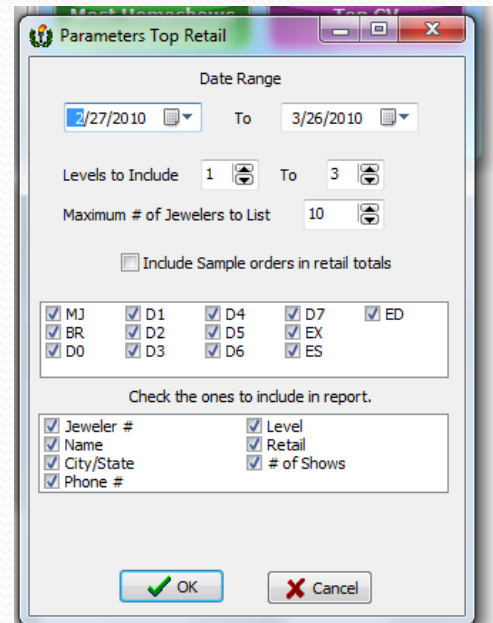 Most Homeshows Top CV
Parameters Top Retail
Date Range
2/27/2010 To 3/26/2010
Levels to Include 1 To 3
Maximum # of Jewelers to List 10
Include Sample orders in retail totals
MJ D1 D4 D7 ED
BR D2 D5 EX
D0 D3 D6 ES
Check the ones to include in report.
Jeweler # Level
Name Retail
City/State # of Shows
Phone #
OK Cancel